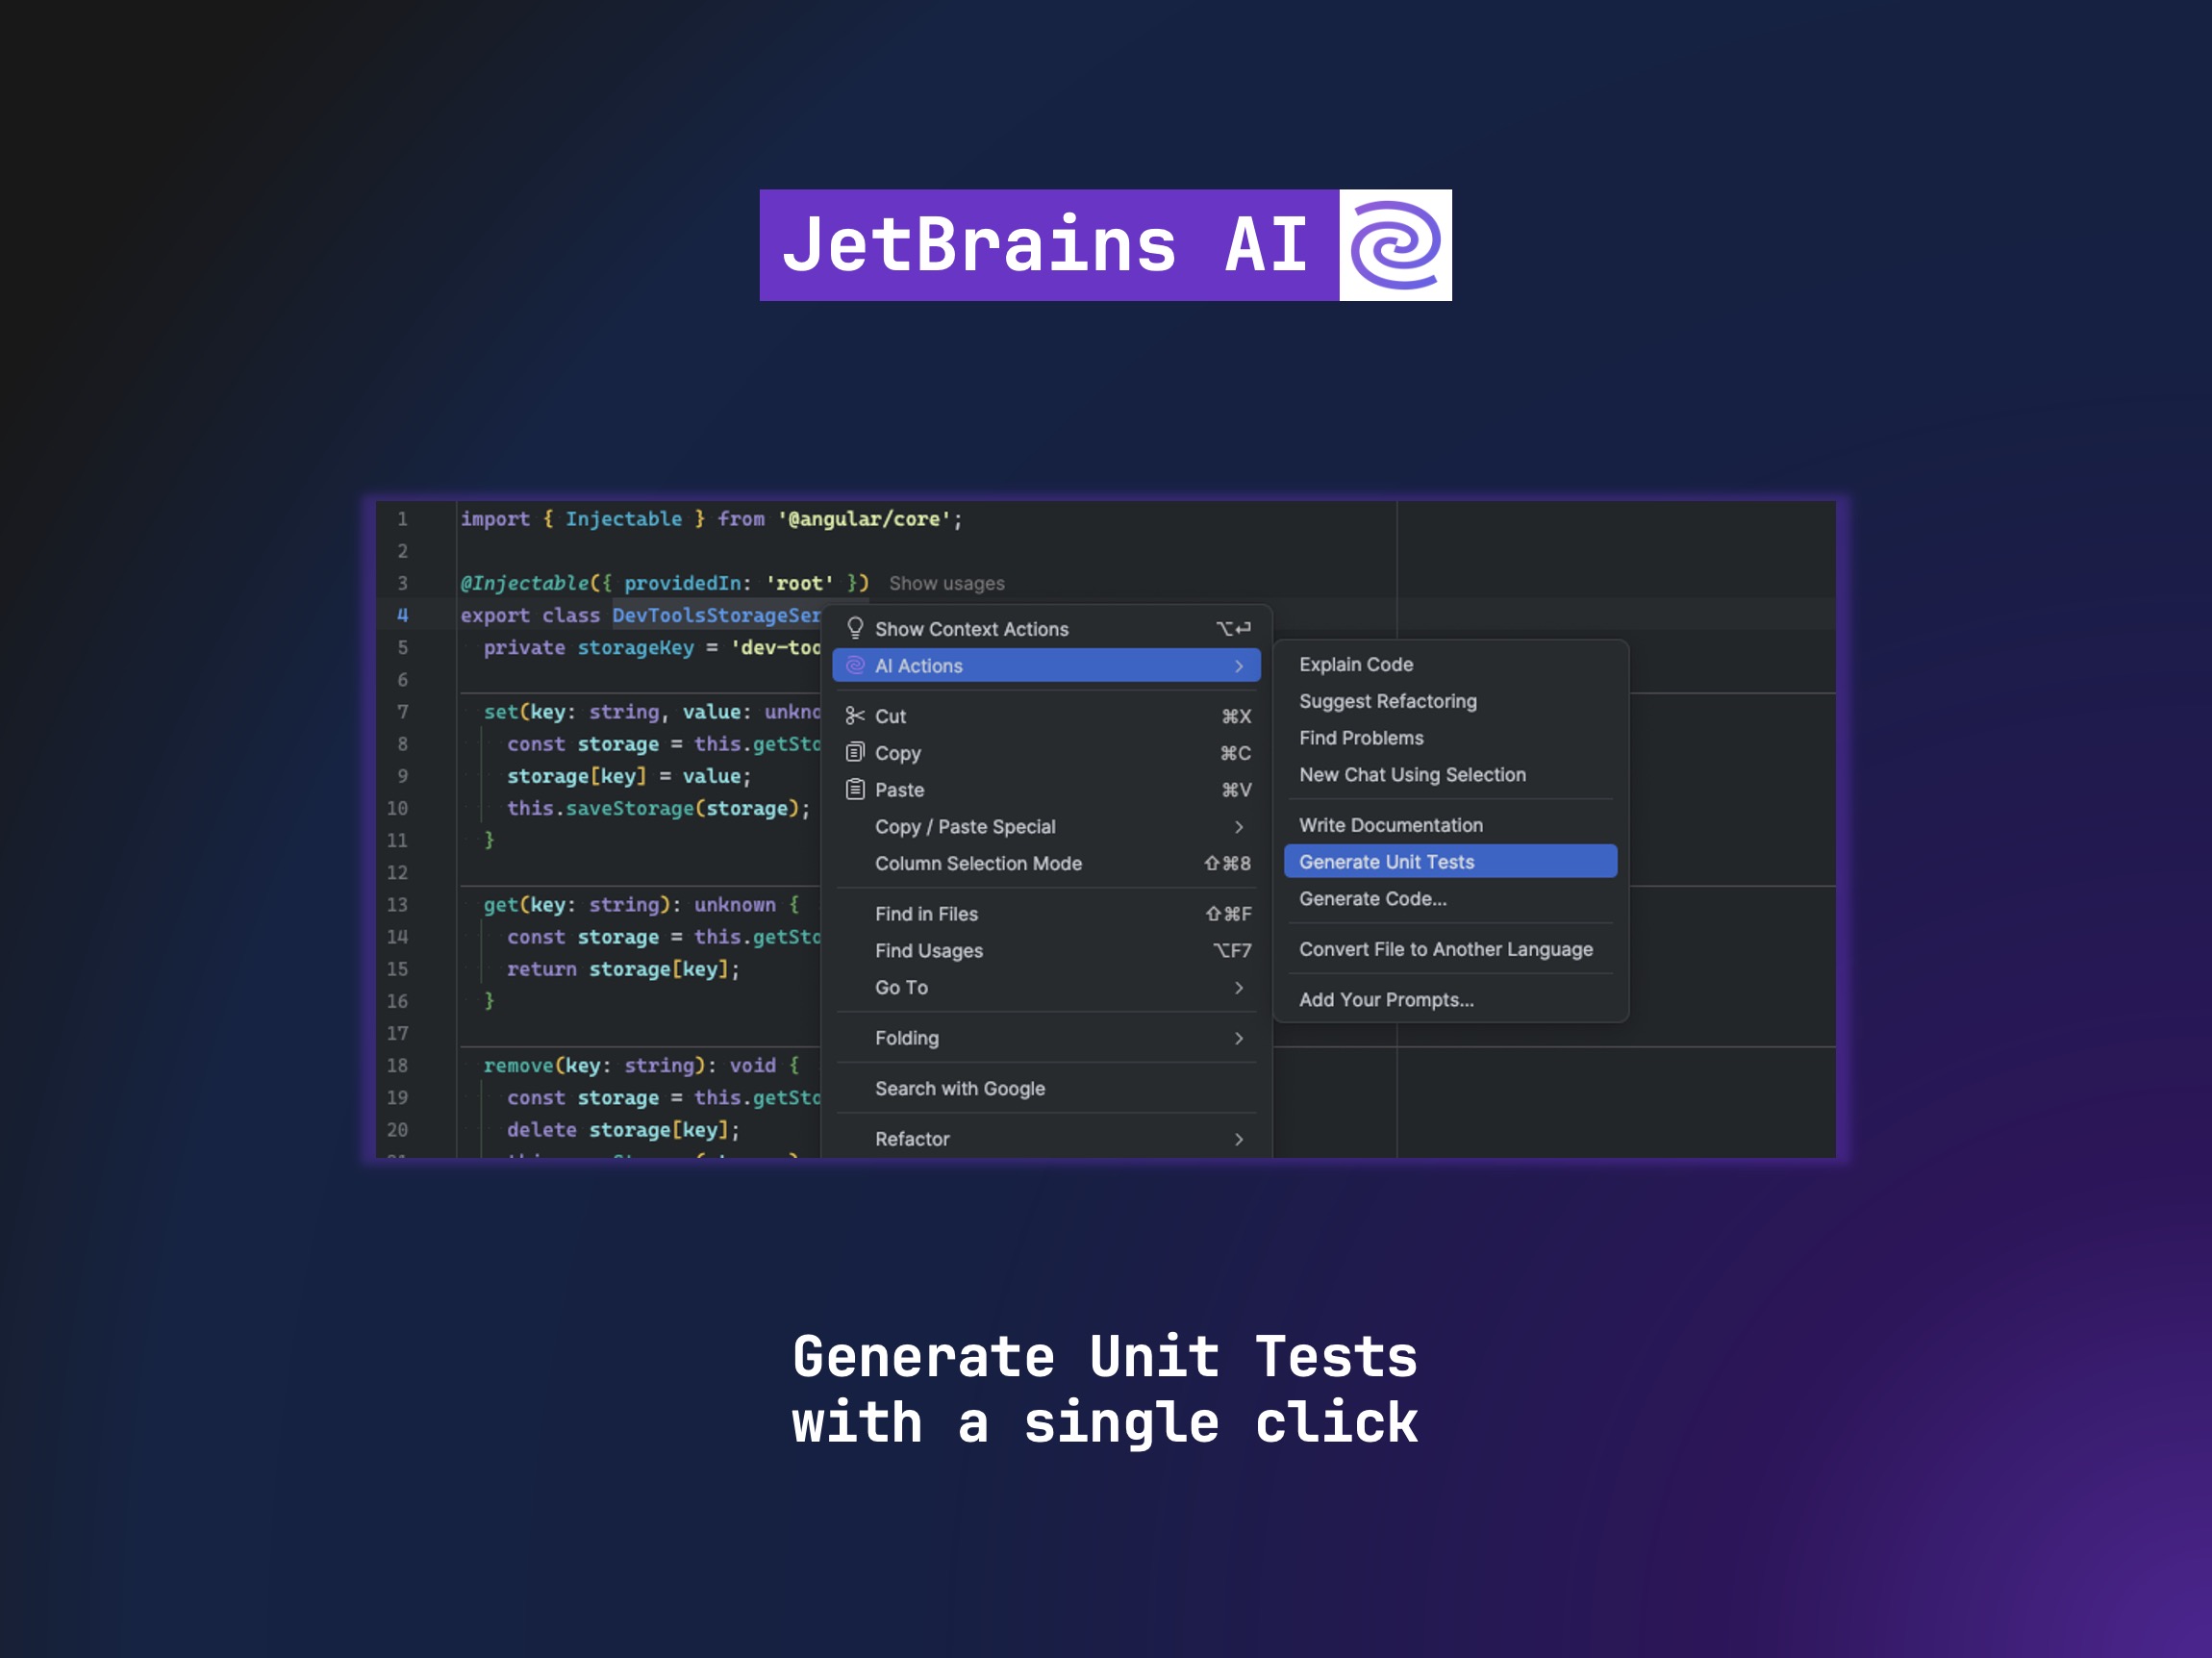 JetBrains AI
1 import { Injectable } from '@angular/core';
2
3 @Injectable({ providedIn: 'root' }) Show usages
4 export class DevToolsStorageSer
5 private storageKey = 'dev-too
6
7 set(key: string, value: unkno
8 const storage = this.getSto
9 storage[key] = value;
10 this.saveStorage(storage);
11 }
12
13 get(key: string): unknown {
14 const storage = this.getSto
15 return storage[key];
16 }
17
18 remove(key: string): void {
19 const storage = this.getSto
20 delete storage[key];
Show Context Actions ⌥⏎
AI Actions >
Cut ⌘X
Copy ⌘C
Paste ⌘V
Copy / Paste Special >
Column Selection Mode ⇧⌘8
Find in Files ⇧⌘F
Find Usages ⌥F7
Go To >
Folding >
Search with Google
Refactor >
Explain Code
Suggest Refactoring
Find Problems
New Chat Using Selection
Write Documentation
Generate Unit Tests
Generate Code...
Convert File to Another Language
Add Your Prompts...
Generate Unit Tests
with a single click